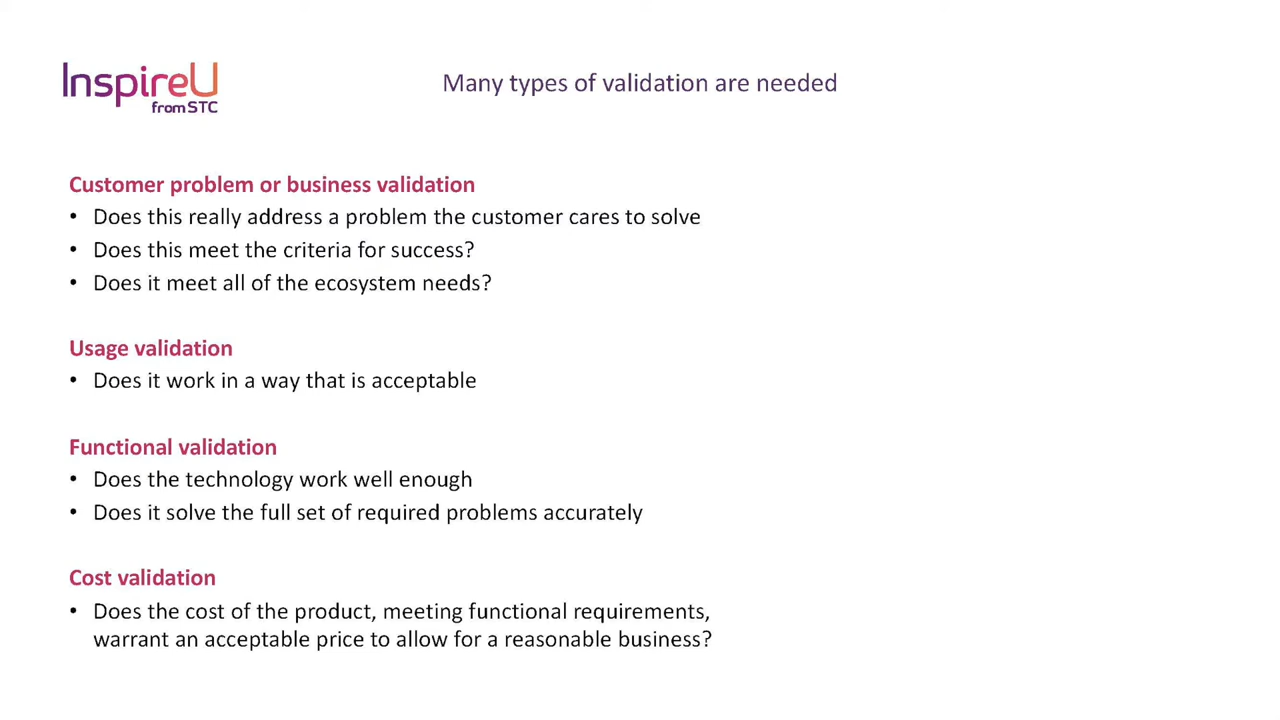 InspireU
from STC
Many types of validation are needed
Customer problem or business validation
• Does this really address a problem the customer cares to solve
• Does this meet the criteria for success?
• Does it meet all of the ecosystem needs?
Usage validation
• Does it work in a way that is acceptable
Functional validation
• Does the technology work well enough
• Does it solve the full set of required problems accurately
Cost validation
• Does the cost of the product, meeting functional requirements,
warrant an acceptable price to allow for a reasonable business?